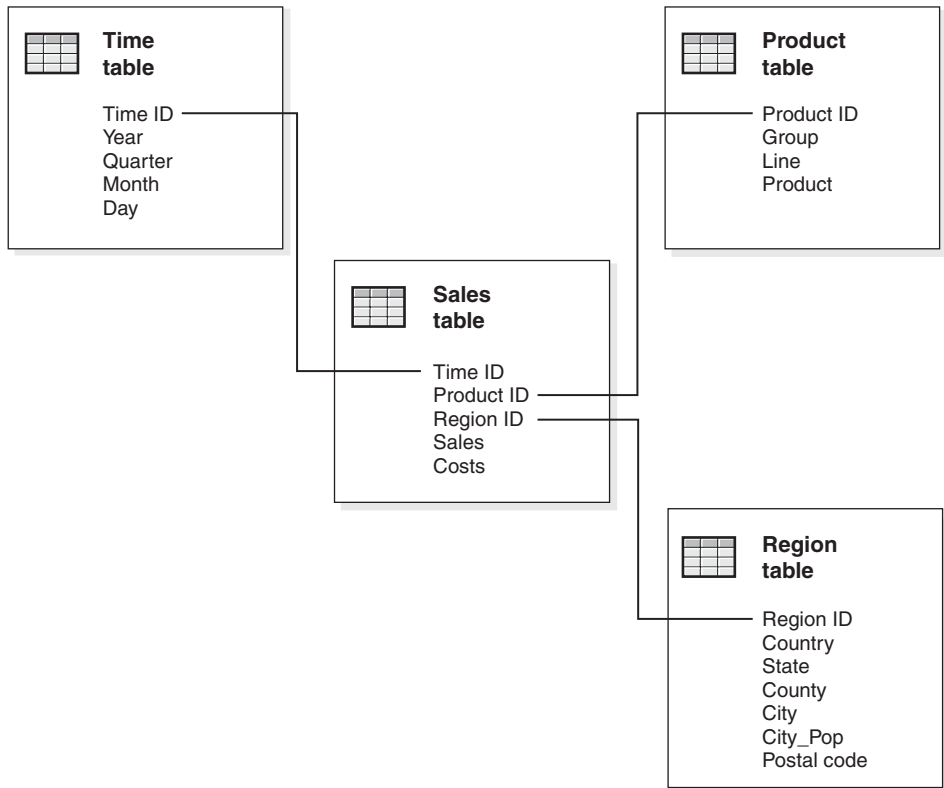 Time
table
Time ID
Year
Quarter
Month
Day
Product
table
Product ID
Group
Line
Product
Sales
table
Time ID
Product ID
Region ID
Sales
Costs
Region
table
Region ID
Country
State
County
City
City_Pop
Postal code